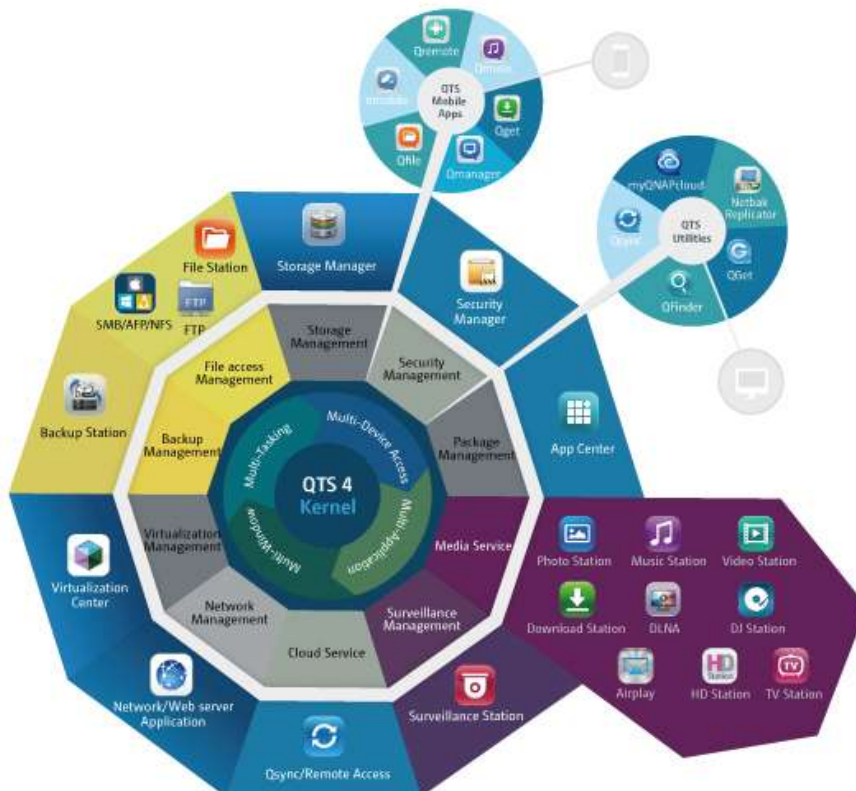 Qremote
Qmusic
QTS
Mobile
Apps
Qget
Qfile
Qmanager
myQNAPcloud
Netbak
Replicator
Qsync
QTS
Utilities
QGet
QFinder
File Station
Storage Manager
SMB/AFP/NFS
FTP
FTP
Security
Manager
Storage
Management
Security
Management
File access
Management
Backup Station
Backup
Management
Package
Management
App Center
Multi-Tasking
Multi-Device Access
QTS 4
Kernel
Multi-Window
Multi-Application
Virtualization
Management
Media Service
Photo Station
Music Station
Video Station
Virtualization
Center
Network
Management
Surveillance
Management
Download Station
DLNA
DJ Station
Cloud Service
HD
Station
TV
Airplay
HD Station
TV Station
Network/Web server
Application
Surveillance Station
Qsync/Remote Access